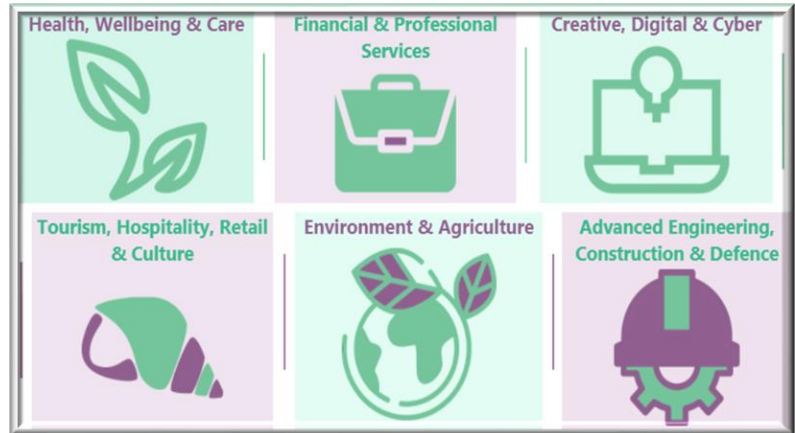 Health, Wellbeing & Care
Financial & Professional
Services
Creative, Digital & Cyber
Tourism, Hospitality, Retail
& Culture
Environment & Agriculture
Advanced Engineering,
Construction & Defence